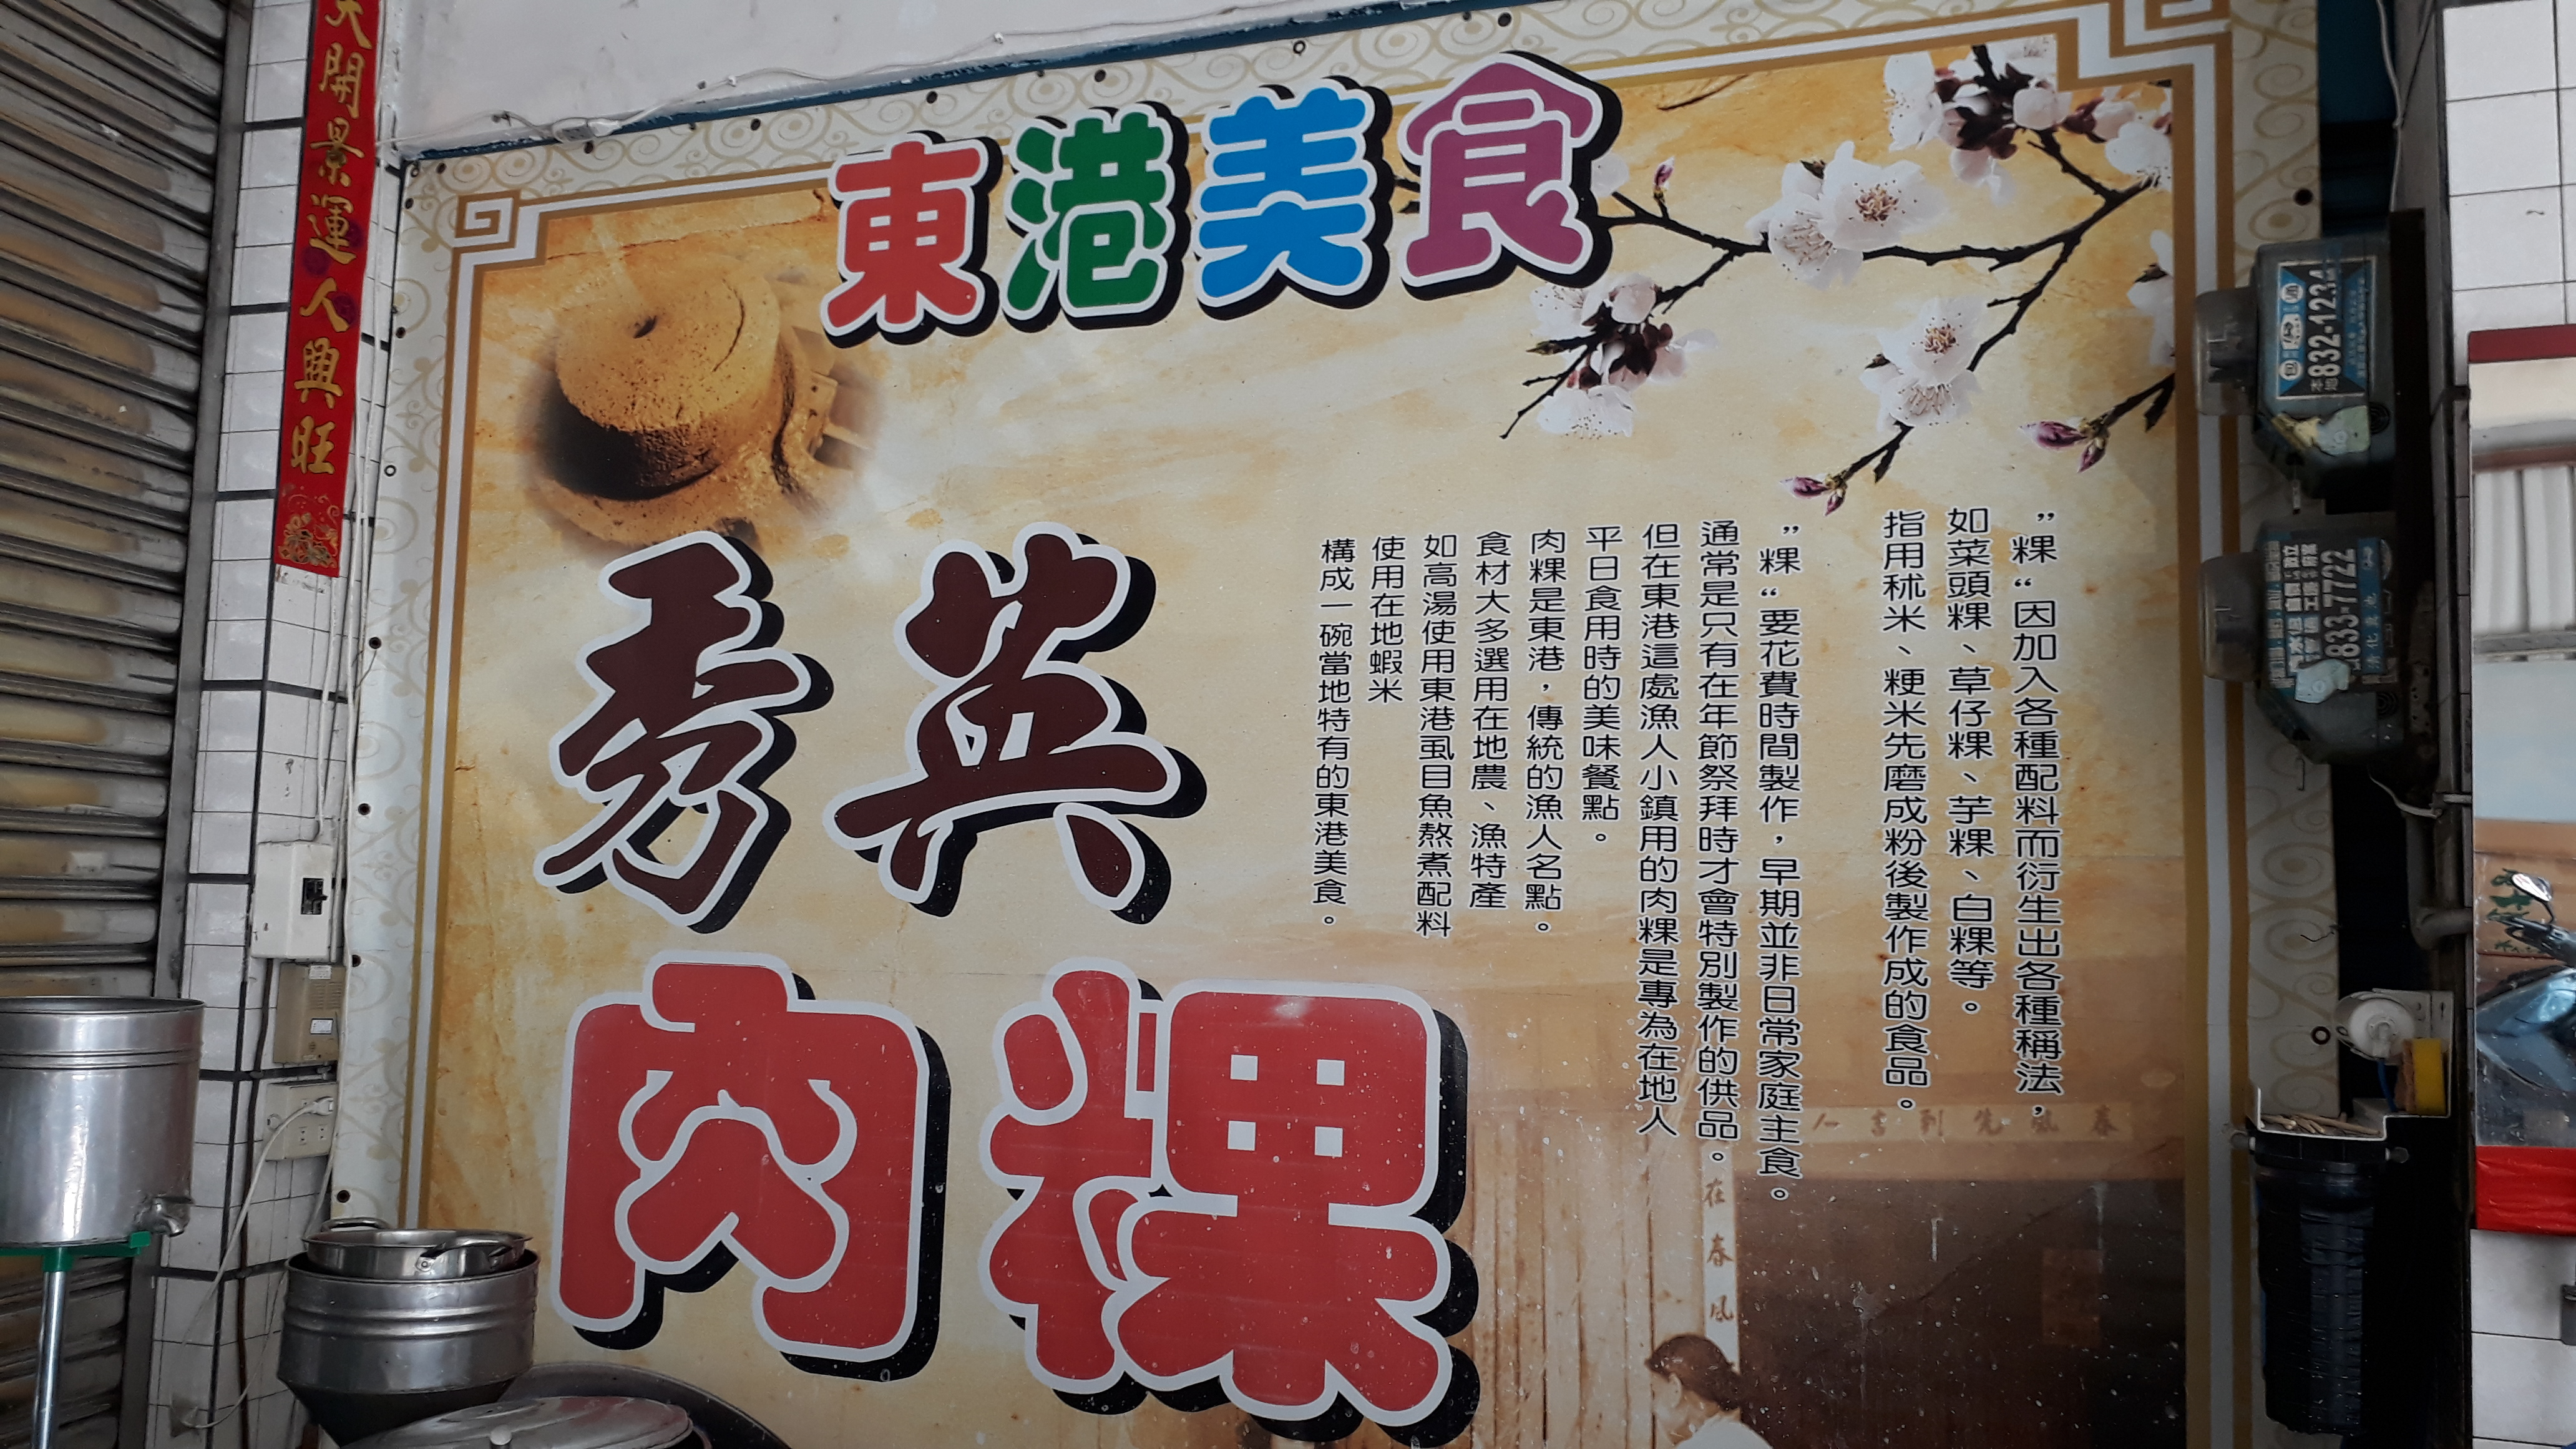 東港美食
秀英
肉粿
”粿“因加入各種配料而衍生出各種稱法，
如菜頭粿、草仔粿、芋粿、白粿等。
指用秫米、粳米先磨成粉後製作成的食品。
”粿“要花費時間製作，早期並非日常家庭主食。
通常是只有在年節祭拜時才會特別製作的供品。
但在東港這處漁人小鎮用的肉粿是專為在地人
平日食用時的美味餐點。
肉粿是東港，傳統的漁人名點。
食材大多選用在地農、漁特產
如高湯使用東港虱目魚熬煮配料
使用在地蝦米
構成一碗當地特有的東港美食。
大開景運人興旺
832-1234
833-7722
在春風